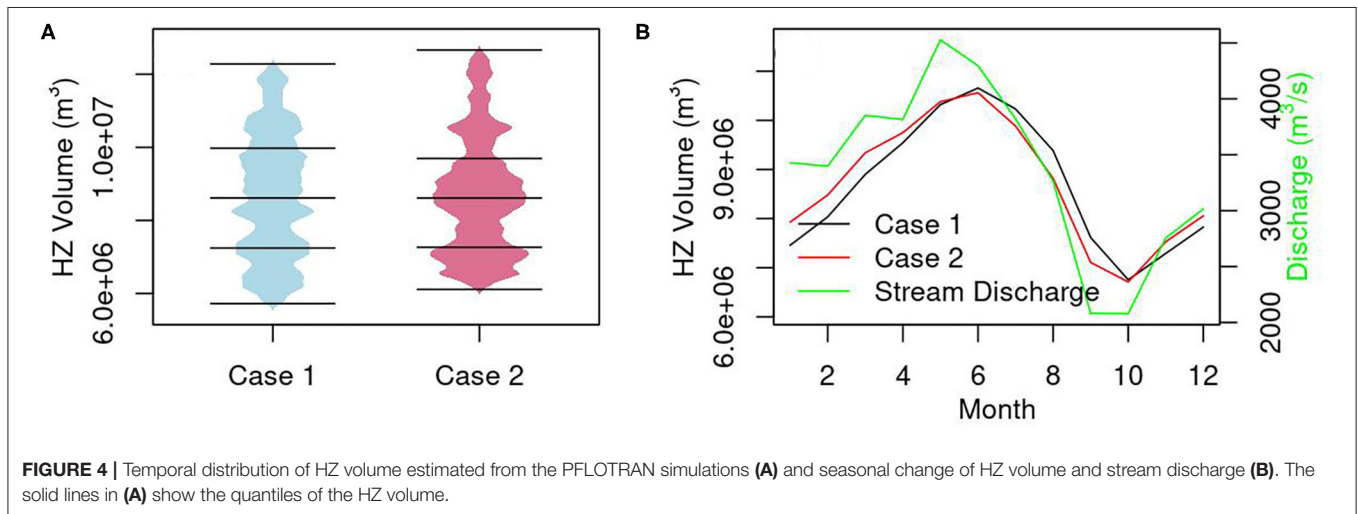 A
HZ Volume (m³)
6.0e+06
1.0e+07
Case 1
Case 2
B
HZ Volume (m³)
6.0e+06
9.0e+06
Case 1
Case 2
Stream Discharge
2
4
6
8
10
12
Month
2000
3000
4000
Discharge (m³/s)
FIGURE 4 | Temporal distribution of HZ volume estimated from the PFLOTRAN simulations (A) and seasonal change of HZ volume and stream discharge (B). The
solid lines in (A) show the quantiles of the HZ volume.